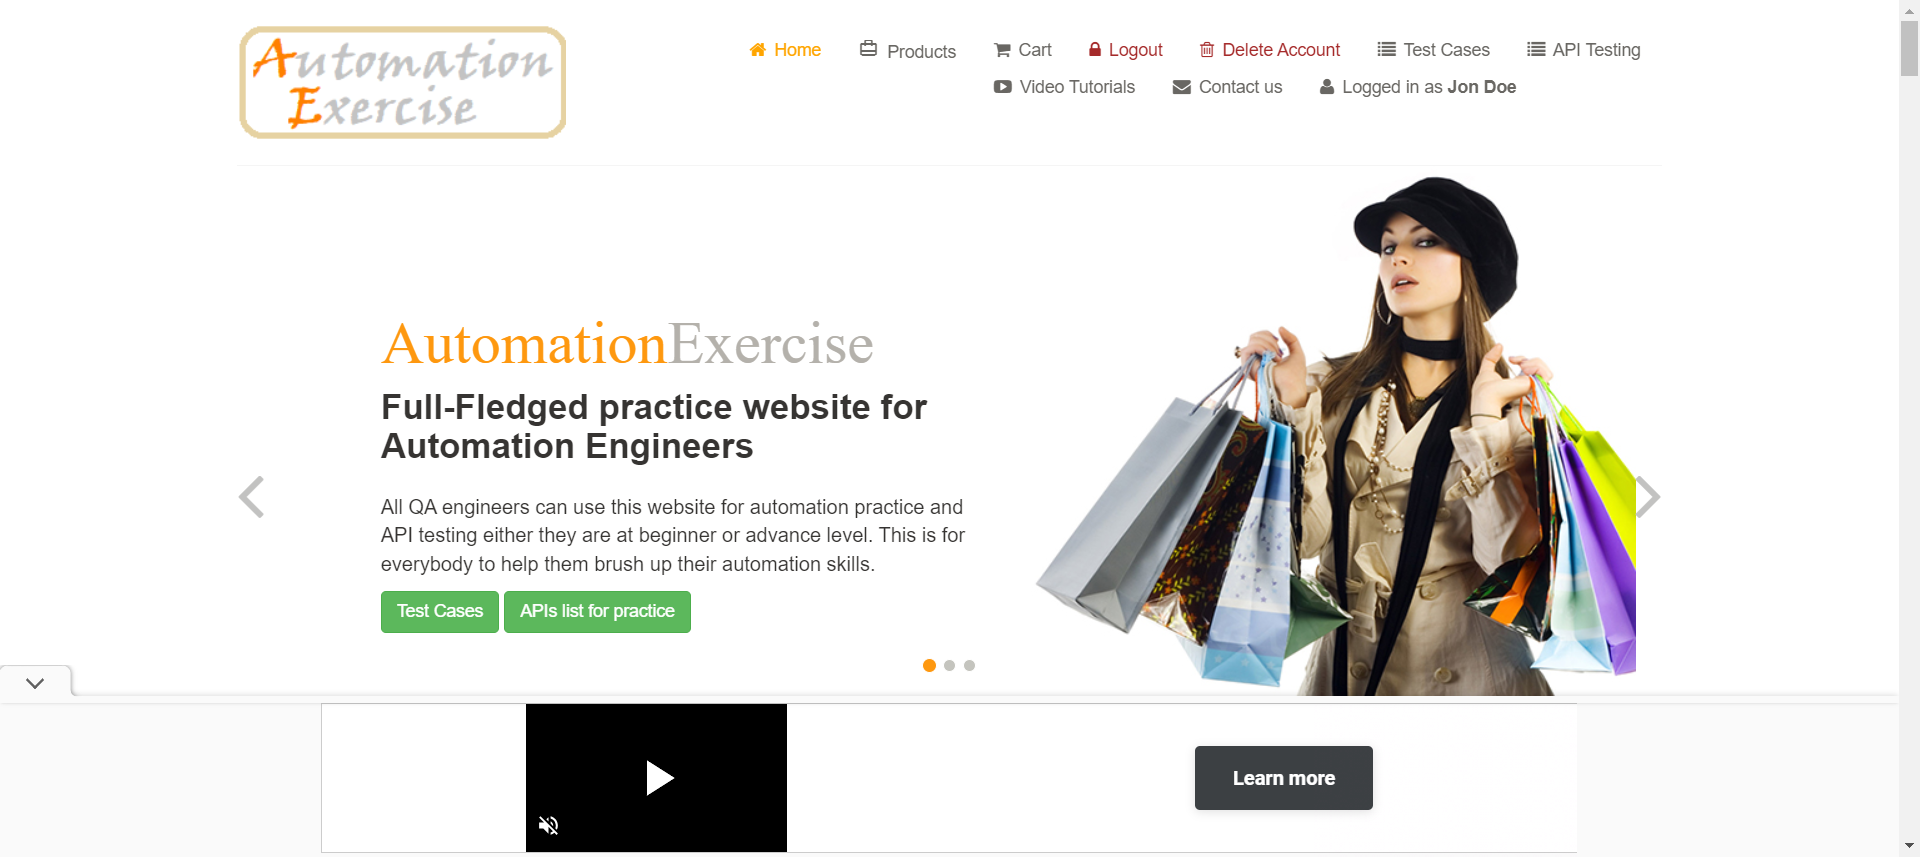 Automation
Exercise
Home Products Cart Logout Delete Account Test Cases API Testing
Video Tutorials Contact us Logged in as Jon Doe
AutomationExercise
Full-Fledged practice website for
Automation Engineers
All QA engineers can use this website for automation practice and
API testing either they are at beginner or advance level. This is for
everybody to help them brush up their automation skills.
Test Cases APIs list for practice
Learn more